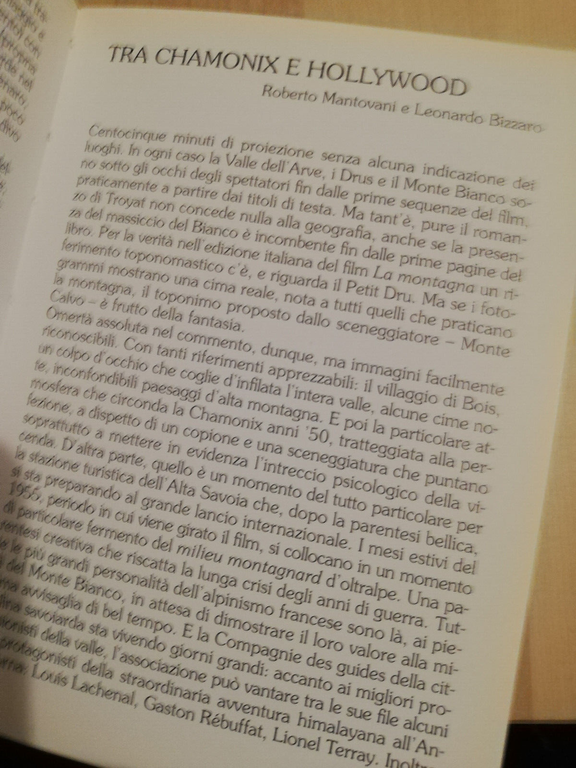 TRA CHAMONIX E HOLLYWOOD
Roberto Mantovani e Leonardo Bizzaro
Centocinque minuti di proiezione senza alcuna indicazione dei
luoghi. In ogni caso la Valle dell'Arve, i Drus e il Monte Bianco so-
no sotto gli occhi degli spettatori fin dalle prime sequenze del film,
praticamente a partire dai titoli di testa. Ma tant'è, pure il roman-
zo di Troyat non concede nulla alla geografia, anche se la presen-
za del massiccio del Bianco è incombente fin dalle prime pagine del
libro. Per la verità nell'edizione italiana del film La montagna un ri-
ferimento toponomastico c'è, e riguarda il Petit Dru. Ma se i foto-
grammi mostrano una cima reale, nota a tutti quelli che praticano
la montagna, il toponimo proposto dallo sceneggiatore – Monte
Calvo – è frutto della fantasia.
Omertà assoluta nel commento, dunque, ma immagini facilmente
riconoscibili. Con tanti riferimenti apprezzabili: il villaggio di Bois,
un colpo d'occhio che coglie d'infilata l'intera valle, alcune cime no-
te, inconfondibili paesaggi d'alta montagna. E poi la particolare at-
mosfera che circonda la Chamonix anni '50, tratteggiata alla per-
fezione, a dispetto di un copione e una sceneggiatura che puntano
soprattutto a mettere in evidenza l'intreccio psicologico della vi-
cenda. D'altra parte, quello è un momento del tutto particolare per
la stazione turistica dell'Alta Savoia che, dopo la parentesi bellica,
si sta preparando al grande lancio internazionale. I mesi estivi del
1955, periodo in cui viene girato il film, si collocano in un momento
di particolare fermento del milieu montagnard d'oltralpe. Una pa-
rentesi creativa che riscatta la lunga crisi degli anni di guerra. Tut-
te le più grandi personalità dell'alpinismo francese sono là, ai pie-
di del Monte Bianco, in attesa di dimostrare il loro valore alla mi-
ma avvisaglia di bel tempo. E la Compagnie des guides della cit-
dina savoiarda sta vivendo giorni grandi: accanto ai migliori pro-
della valle, l'associazione può vantare tra le sue file alcuni
protagonisti della straordinaria avventura himalayana all'An-
Louis Lachenal, Gaston Rébuffat, Lionel Terray. Inoltre